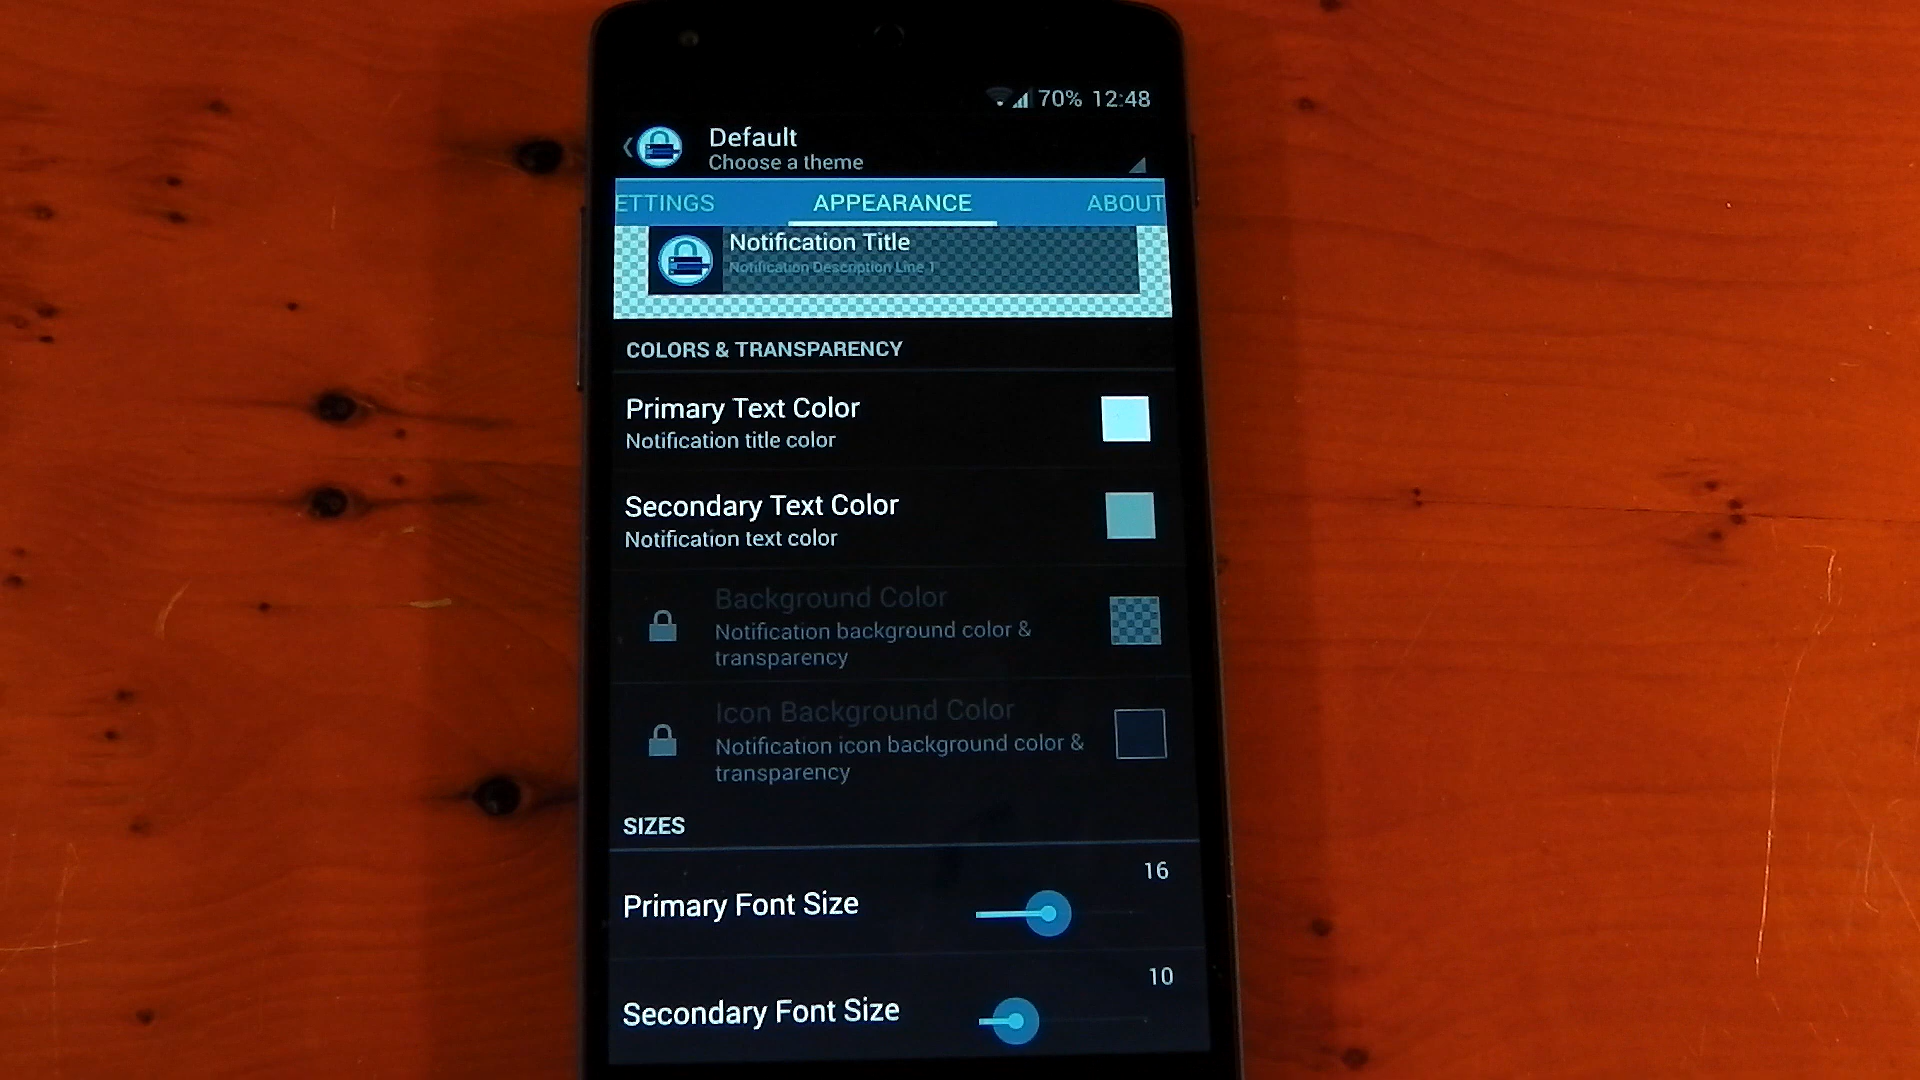 70% 12:48
Default
Choose a theme
ETTINGS APPEARANCE ABOUT
Notification Title
Notification Description Line 1
COLORS & TRANSPARENCY
Primary Text Color
Notification title color
Secondary Text Color
Notification text color
Background Color
Notification background color &
transparency
Icon Background Color
Notification icon background color &
transparency
SIZES
16
Primary Font Size
10
Secondary Font Size